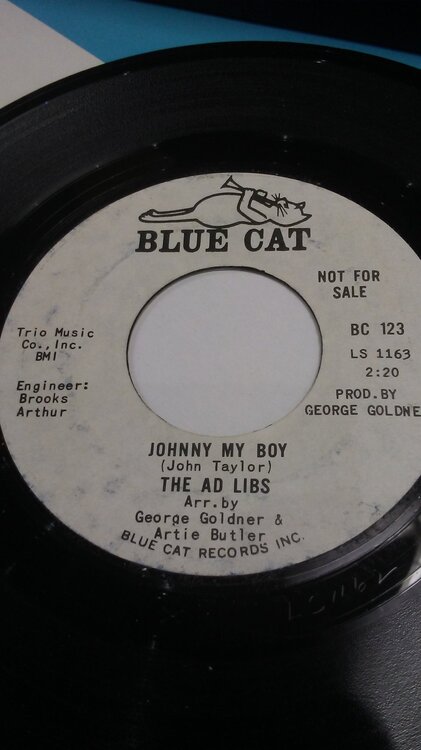 BLUE CAT
NOT FOR
SALE
Trio Music
Co., Inc.
BMI
Engineer:
Brooks
Arthur
BC 123
LS 1163
2:20
PROD. BY
GEORGE GOLDNE
JOHNNY MY BOY
(John Taylor)
THE AD LIBS
Arr. by
George Goldner &
Artie Butler
BLUE CAT RECORDS INC.